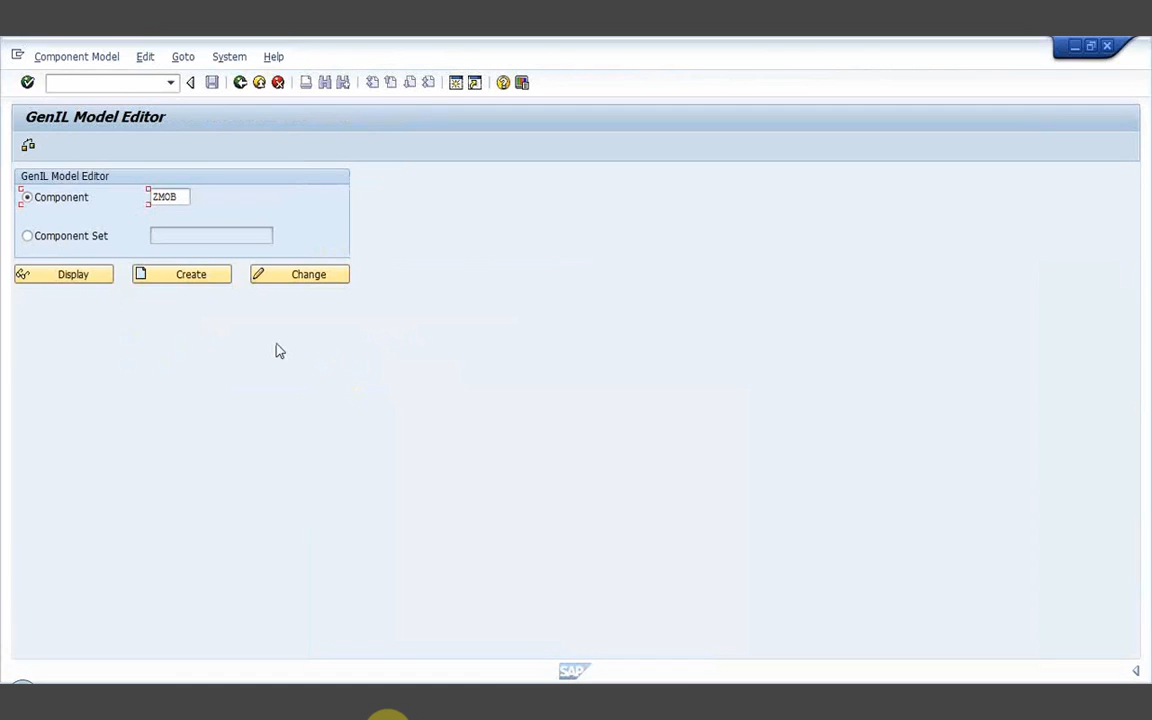 Component Model Edit Goto System Help
GenIL Model Editor
GenIL Model Editor
Component ZMOB
Component Set
Display Create Change
SAP